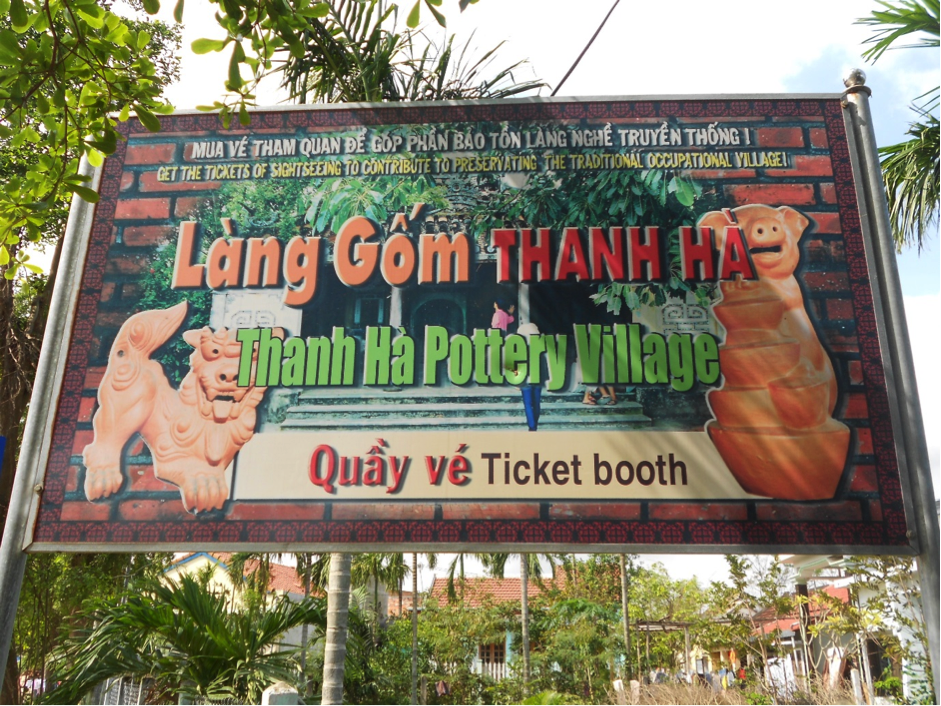 MUA VÉ THAM QUAN ĐỂ GÓP PHẦN BẢO TỒN LÀNG NGHỀ TRUYỀN THỐNG !
GET THE TICKETS OF SIGHTSEEING TO CONTRIBUTE TO PRESERVATING THE TRADITIONAL OCCUPATIONAL VILLAGE!
Làng Gốm THANH HÀ
Thanh Hà Pottery Village
Quầy vé Ticket booth